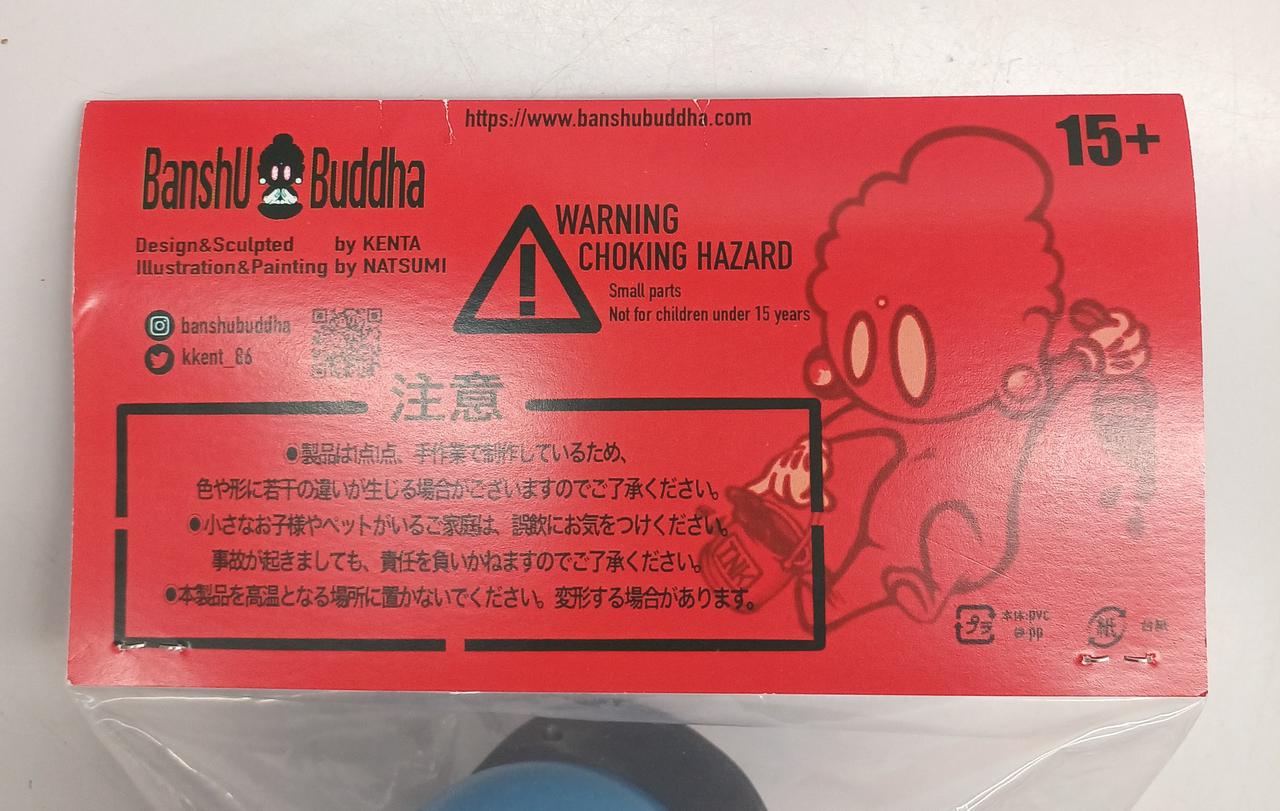 https://www.banshubuddha.com
15+
BanshU Buddha
Design&Sculpted by KENTA
Illustration&Painting by NATSUMI
WARNING
CHOKING HAZARD
Small parts
Not for children under 15 years
banshubuddha
kkent_86
注意
●製品は1点1点、手作業で制作しているため、
色や形に若干の違いが生じる場合がございますのでご了承ください。
●小さなお子様やペットがいるご家庭は、誤飲にお気をつけください。
事故が起きましても、責任を負いかねますのでご了承ください。
●本製品を高温となる場所に置かないでください。変形する場合があります。
INK
プラ 本体:pvc
袋:pp
紙 台紙